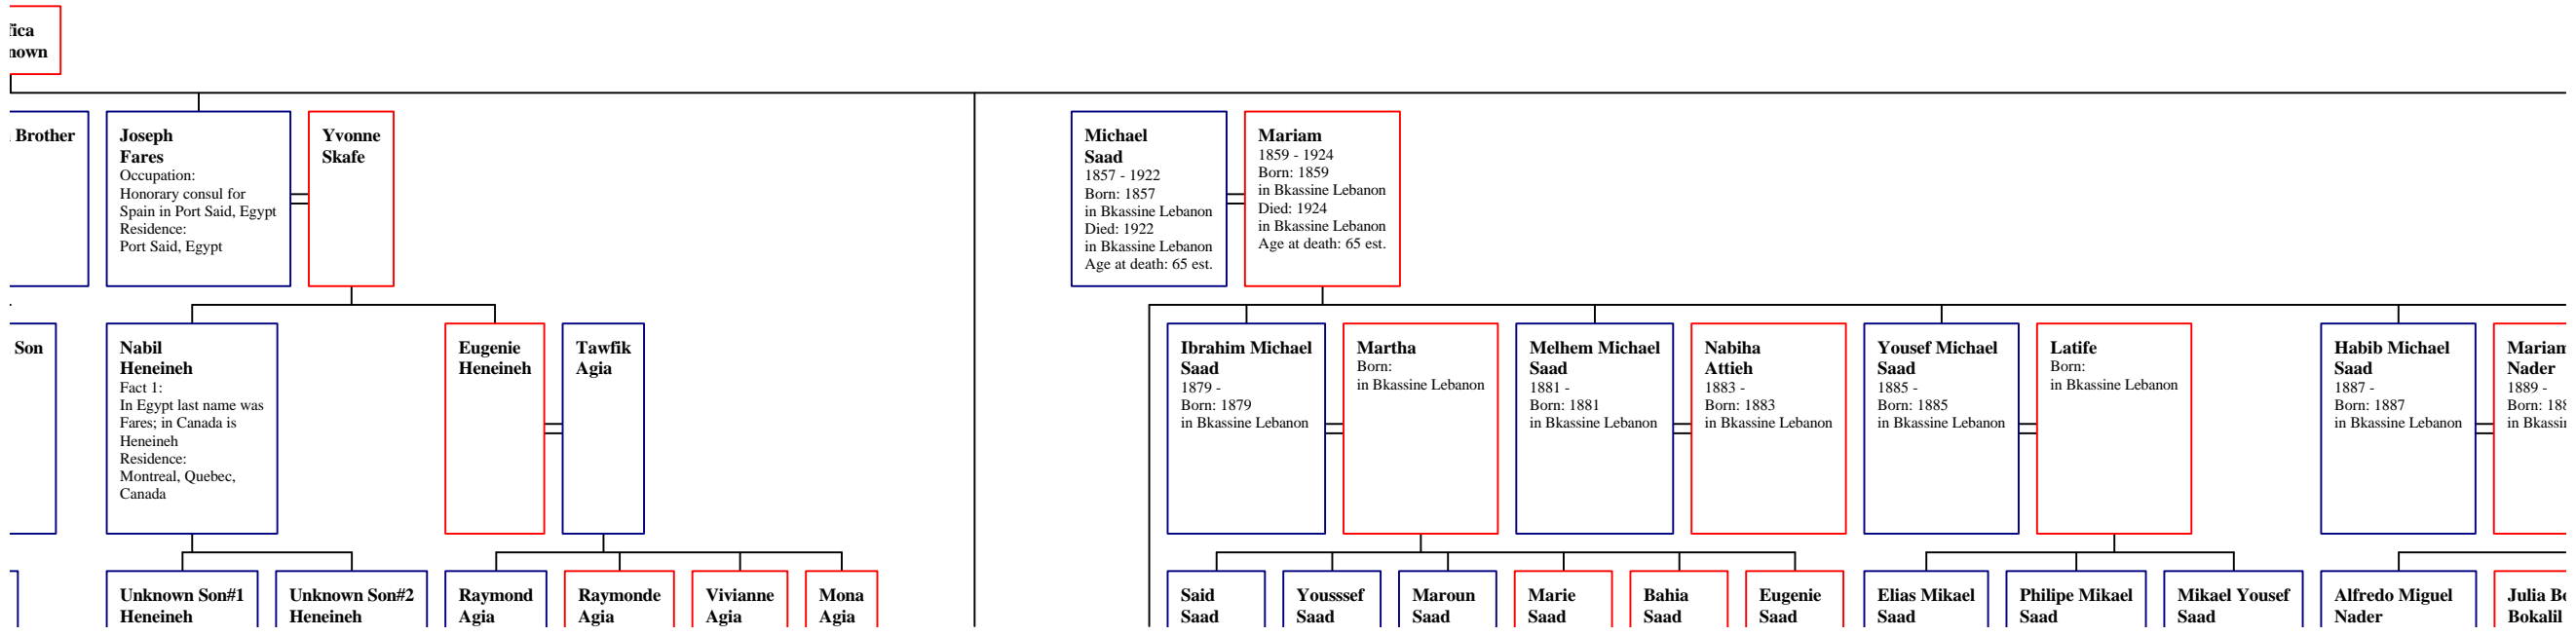 Brother
Joseph
Fares
Occupation:
Honorary consul for
Spain in Port Said, Egypt
Residence:
Port Said, Egypt
Yvonne
Skafe
Michael
Saad
1857 - 1922
Born: 1857
in Bkassine Lebanon
Died: 1922
in Bkassine Lebanon
Age at death: 65 est.
Mariam
1859 - 1924
Born: 1859
in Bkassine Lebanon
Died: 1924
in Bkassine Lebanon
Age at death: 65 est.
Son
Nabil
Heneineh
Fact 1:
In Egypt last name was
Fares; in Canada is
Heneineh
Residence:
Montreal, Quebec,
Canada
Eugenie
Heneineh
Tawfik
Agia
Ibrahim Michael
Saad
1879 -
Born: 1879
in Bkassine Lebanon
Martha
Born:
in Bkassine Lebanon
Melhem Michael
Saad
1881 -
Born: 1881
in Bkassine Lebanon
Nabiha
Attieh
1883 -
Born: 1883
in Bkassine Lebanon
Yousef Michael
Saad
1885 -
Born: 1885
in Bkassine Lebanon
Latife
Born:
in Bkassine Lebanon
Habib Michael
Saad
1887 -
Born: 1887
in Bkassine Lebanon
Mariam
Nader
1889 -
Born:
in
Unknown Son#1
Heneineh
Unknown Son#2
Heneineh
Raymond
Agia
Raymonde
Agia
Vivianne
Agia
Mona
Agia
Said
Saad
Yousssef
Saad
Maroun
Saad
Marie
Saad
Bahia
Saad
Eugenie
Saad
Elias Mikael
Saad
Philipe Mikael
Saad
Mikael Yousef
Saad
Alfredo Miguel
Nader
Julia
Bokalil